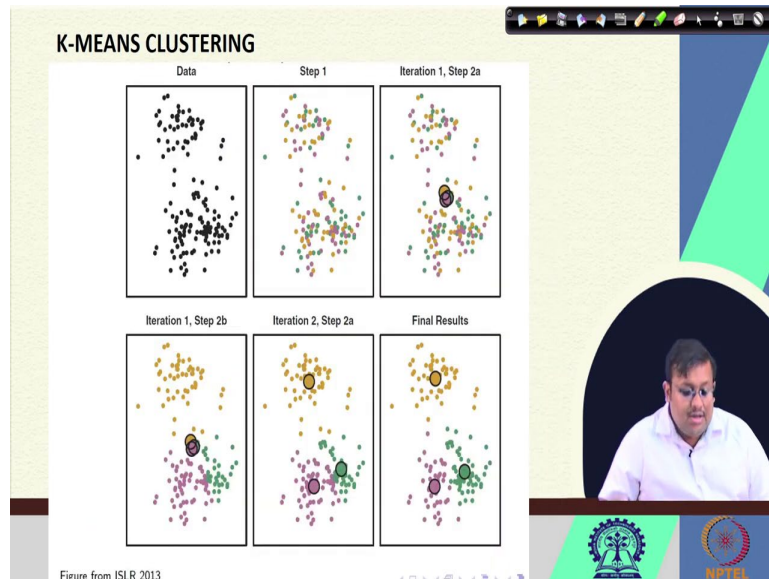 K-MEANS CLUSTERING
Data
Step 1
Iteration 1, Step 2a
Iteration 1, Step 2b
Iteration 2, Step 2a
Final Results
Figure from ISLR 2013
NPTEL